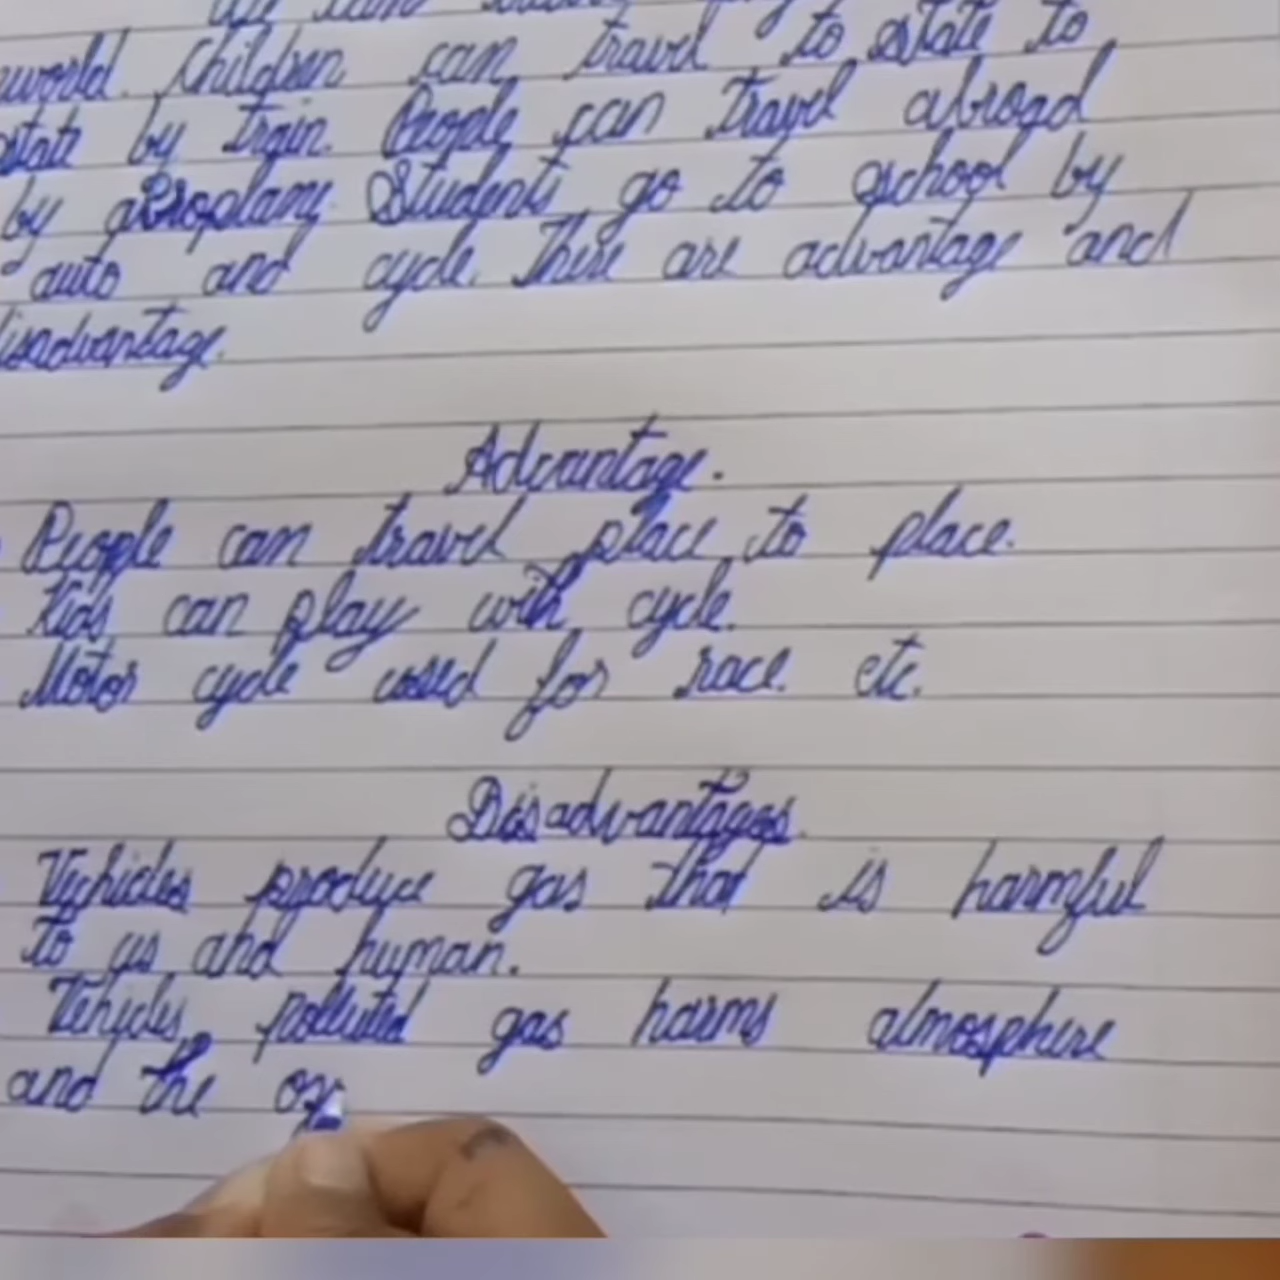 We can
world. Children can travel to state to
state by train. People can travel abroad
by aeroplane Students go to school by
auto and cycle. There are advantage and
disadvantage.
Advantage.
People can travel place to place.
Kids can play with cycle.
Motor cycle used for race. etc.
Disadvantages.
Vehicles produce gas that is harmful
to us and human.
Vehicles polluted gas harms atmosphere
and the oz